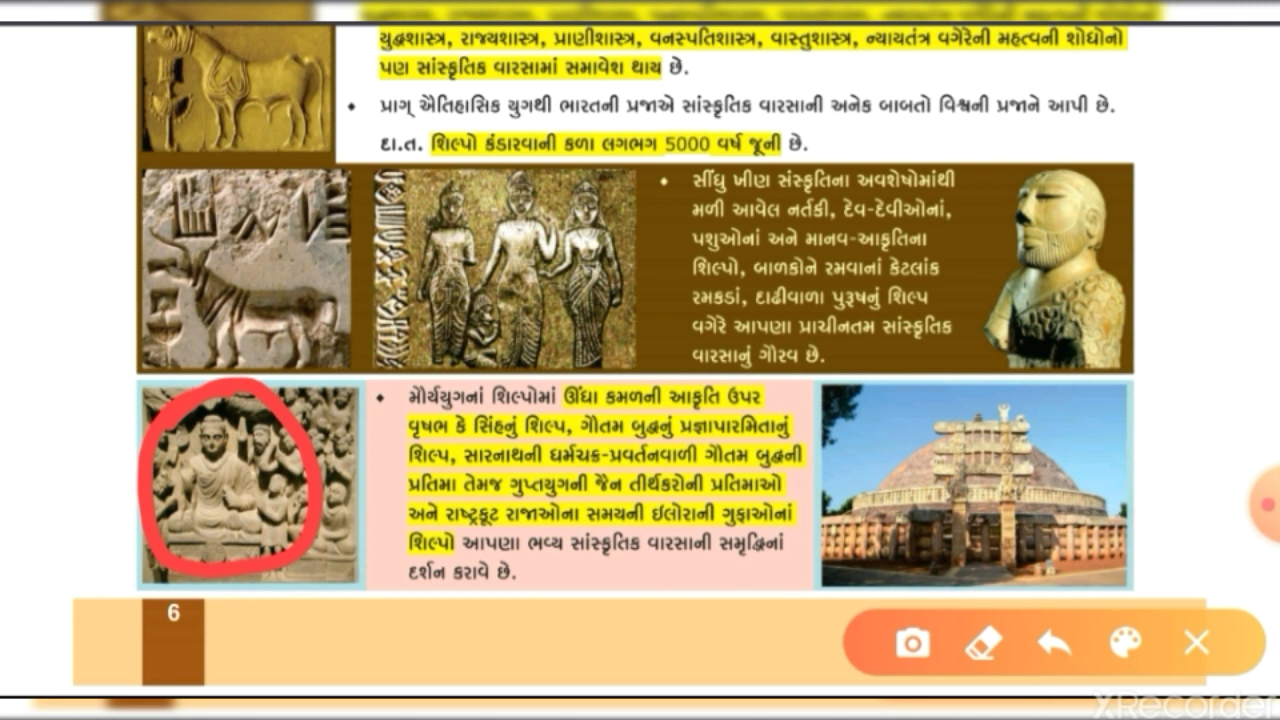 યુદ્ધશાસ્ત્ર, રાજ્યશાસ્ત્ર, પ્રાણીશાસ્ત્ર, વનસ્પતિશાસ્ત્ર, વાસ્તુશાસ્ત્ર, ન્યાયતંત્ર વગેરેની મહત્વની શોધોનો
પણ સાંસ્કૃતિક વારસામાં સમાવેશ થાય છે.
• પ્રાગ્ ઐતિહાસિક યુગથી ભારતની પ્રજાએ સાંસ્કૃતિક વારસાની અનેક બાબતો વિશ્વની પ્રજાને આપી છે.
દા.ત. શિલ્પો કંડારવાની કળા લગભગ 5000 વર્ષ જૂની છે.
• સીંધુ ખીણ સંસ્કૃતિના અવશેષોમાંથી
મળી આવેલ નર્તકી, દેવ-દેવીઓનાં,
પશુઓનાં અને માનવ-આકૃતિના
શિલ્પો, બાળકોને રમવાનાં કેટલાંક
રમકડાં, દાઢીવાળા પુરૂષનું શિલ્પ
વગેરે આપણા પ્રાચીનતમ સાંસ્કૃતિક
વારસાનું ગૌરવ છે.
• મૌર્યયુગનાં શિલ્પોમાં ઊંધા કમળની આકૃતિ ઉપર
વૃષભ કે સિંહનું શિલ્પ, ગૌતમ બુદ્ધનું પ્રજ્ઞાપારમિતાનું
શિલ્પ, સારનાથની ધર્મચક્ર-પ્રવર્તનવાળી ગૌતમ બુદ્ધની
પ્રતિમા તેમજ ગુપ્તયુગની જૈન તીર્થંકરોની પ્રતિમાઓ
અને રાષ્ટ્રકૂટ રાજાઓના સમયની ઈલોરાની ગુફાઓનાં
શિલ્પો આપણા ભવ્ય સાંસ્કૃતિક વારસાની સમૃદ્ધિનાં
દર્શન કરાવે છે.
6
XRecorder